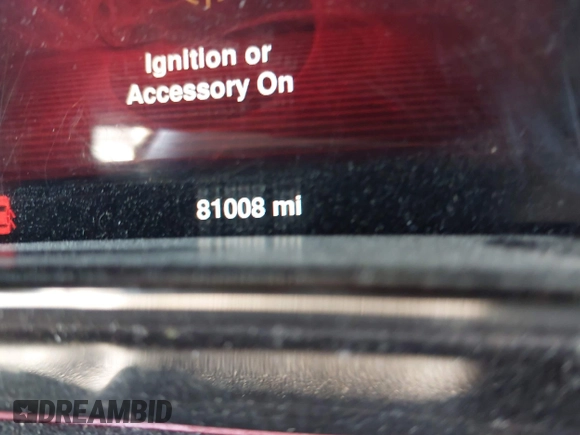 Ignition or
Accessory On
81008 mi
DREAMBID